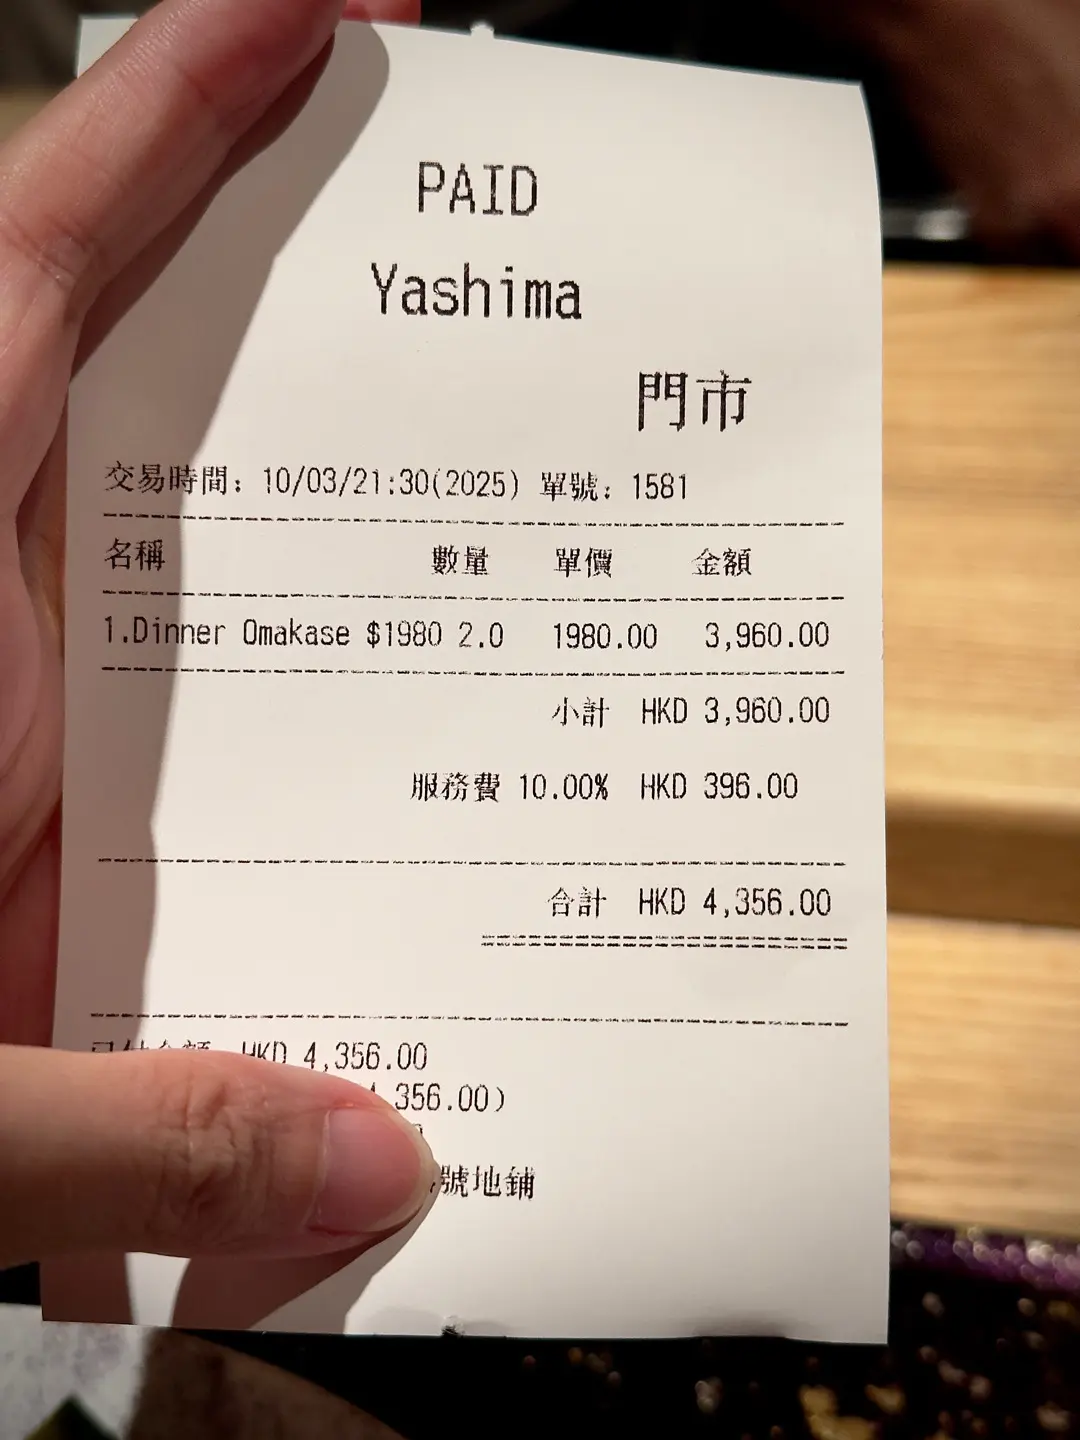 PAID
Yashima
門市
交易時間：10/03/21:30(2025) 單號：1581
名稱 數量 單價 金額
1.Dinner Omakase $1980 2.0 1980.00 3,960.00
小計 HKD 3,960.00
服務費 10.00% HKD 396.00
合計 HKD 4,356.00
HKD 4,356.00
356.00)
號地鋪